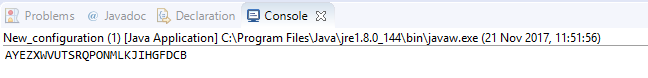 Problems @ Javadoc Declaration Console
New_configuration (1) [Java Application] C:\Program Files\Java\jre1.8.0_144\bin\javaw.exe (21 Nov 2017, 11:51:56)
AYEZXWVUTSRQPONMLKJIHGFDCB